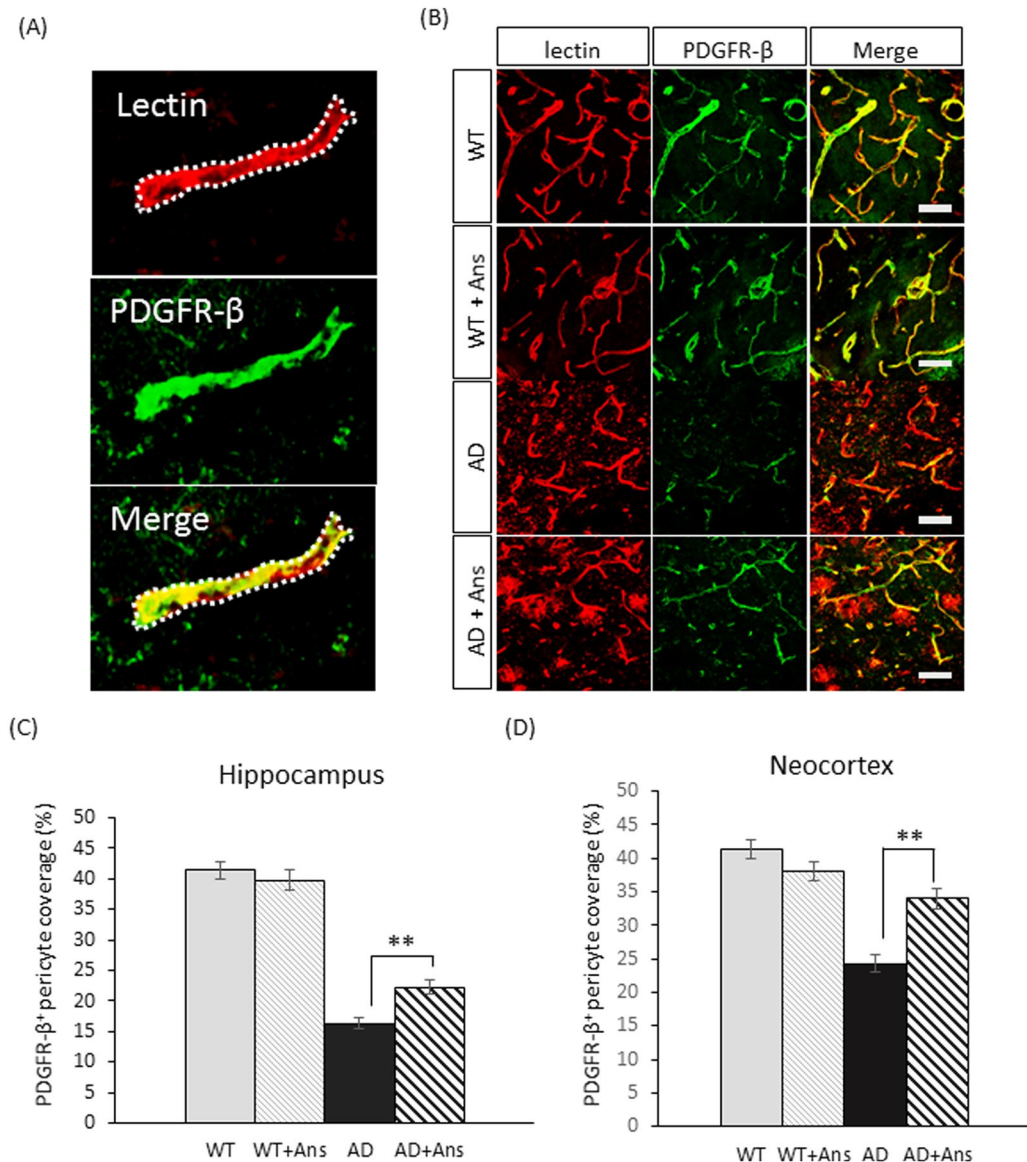 (A)
Lectin
PDGFR-β
Merge
(B)
lectin PDGFR-β Merge
WT
WT + Ans
AD
AD + Ans
(C)
Hippocampus
PDGFR-β⁺ pericyte coverage (%)
50
45
40
35
30
25
20
15
10
5
0
**
WT WT+Ans AD AD+Ans
(D)
Neocortex
PDGFR-β⁺ pericyte coverage (%)
50
45
40
35
30
25
20
15
10
5
0
**
WT WT+Ans AD AD+Ans